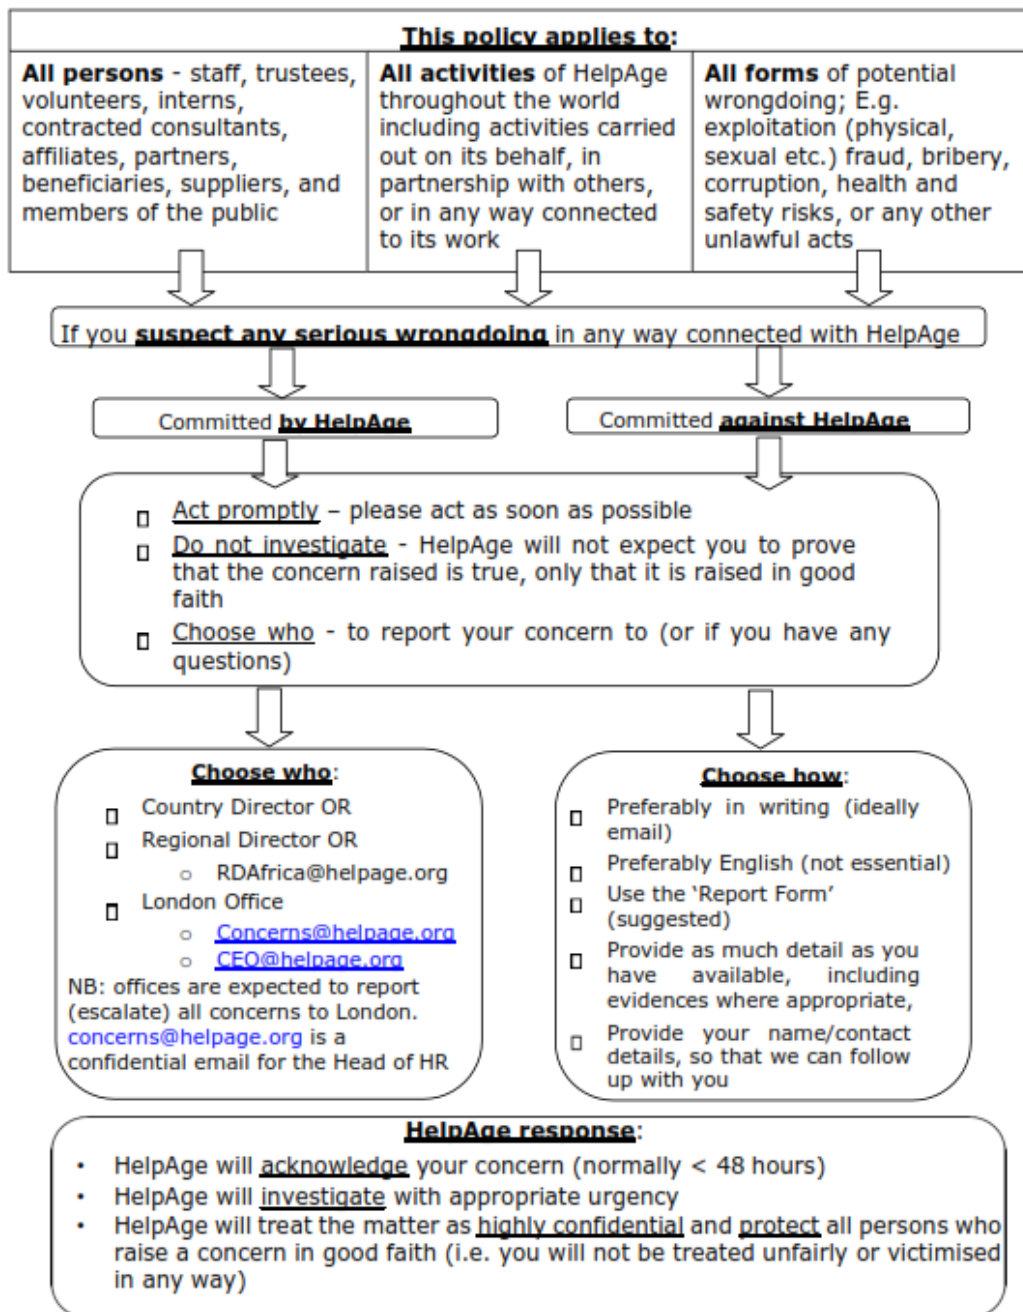 This policy applies to:
All persons - staff, trustees,
volunteers, interns,
contracted consultants,
affiliates, partners,
beneficiaries, suppliers, and
members of the public
All activities of HelpAge
throughout the world
including activities carried
out on its behalf, in
partnership with others,
or in any way connected
to its work
All forms of potential
wrongdoing; E.g.
exploitation (physical,
sexual etc.) fraud, bribery,
corruption, health and
safety risks, or any other
unlawful acts
If you suspect any serious wrongdoing in any way connected with HelpAge
Committed by HelpAge
Committed against HelpAge
Act promptly – please act as soon as possible
Do not investigate - HelpAge will not expect you to prove
that the concern raised is true, only that it is raised in good
faith
Choose who - to report your concern to (or if you have any
questions)
Choose who:
Country Director OR
Regional Director OR
o RDAfrica@helpage.org
London Office
o Concerns@helpage.org
o CEO@helpage.org
NB: offices are expected to report
(escalate) all concerns to London.
concerns@helpage.org is a
confidential email for the Head of HR
Choose how:
Preferably in writing (ideally
email)
Preferably English (not essential)
Use the ‘Report Form’
(suggested)
Provide as much detail as you
have available, including
evidences where appropriate,
Provide your name/contact
details, so that we can follow
up with you
HelpAge response:
• HelpAge will acknowledge your concern (normally < 48 hours)
• HelpAge will investigate with appropriate urgency
• HelpAge will treat the matter as highly confidential and protect all persons who
raise a concern in good faith (i.e. you will not be treated unfairly or victimised
in any way)